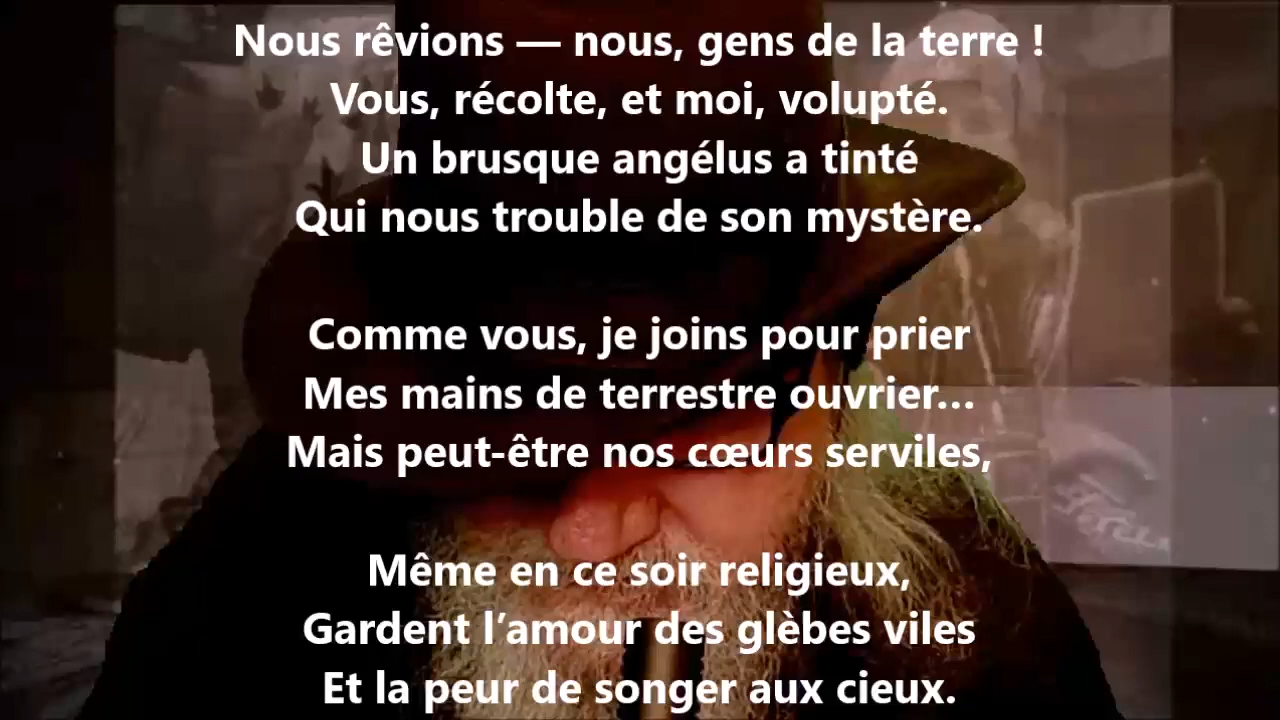 Nous rêvions — nous, gens de la terre !
Vous, récolte, et moi, volupté.
Un brusque angélus a tinté
Qui nous trouble de son mystère.
Comme vous, je joins pour prier
Mes mains de terrestre ouvrier...
Mais peut-être nos cœurs serviles,
Même en ce soir religieux,
Gardent l’amour des glèbes viles
Et la peur de songer aux cieux.